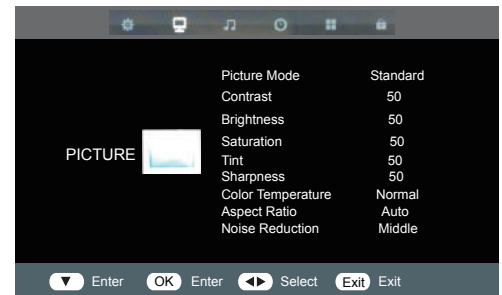 Picture Mode Standard
Contrast 50
Brightness 50
Saturation 50
PICTURE
Tint 50
Sharpness 50
Color Temperature Normal
Aspect Ratio Auto
Noise Reduction Middle
▼ Enter OK Enter ◀▶ Select Exit Exit